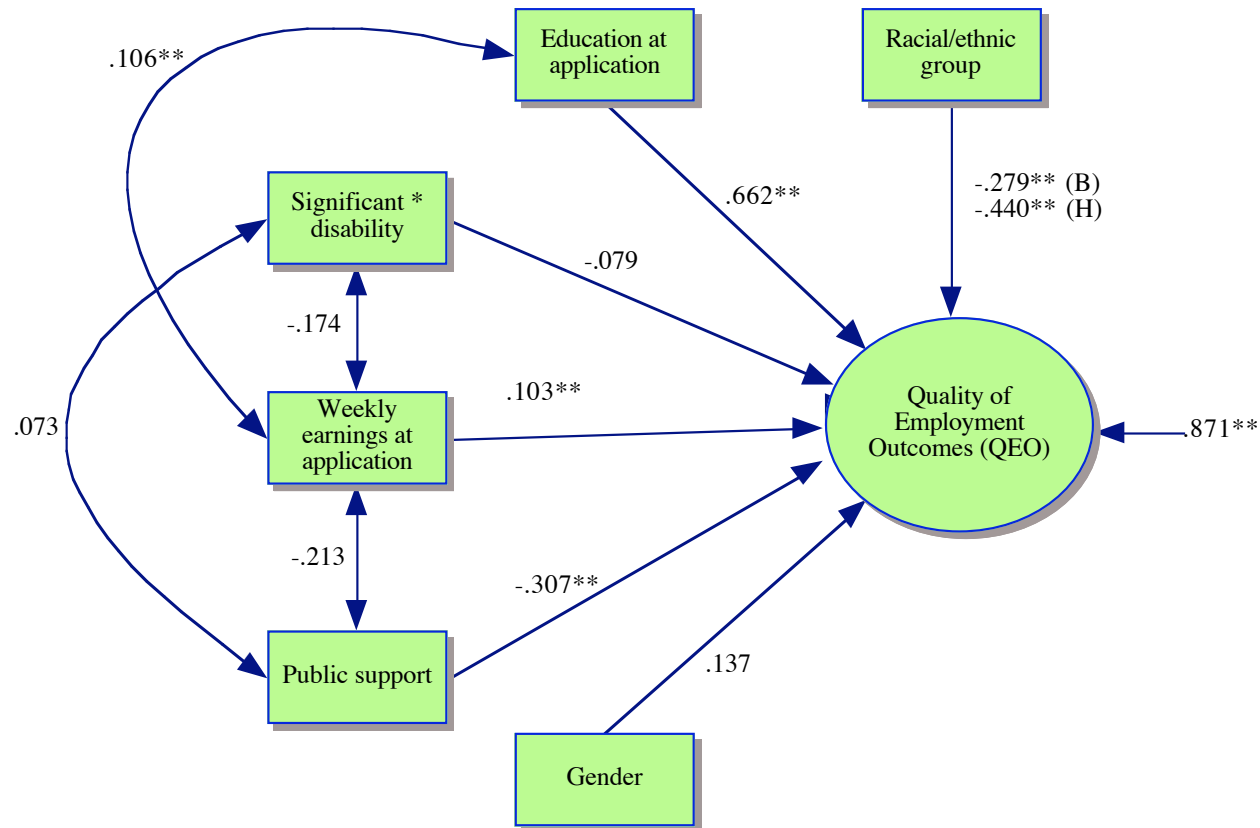 Education at
application
Racial/ethnic
group
.106**
Significant *
disability
.662**
-.279** (B)
-.440** (H)
-.079
-.174
Weekly
earnings at
application
.103**
Quality of
Employment
Outcomes (QEO)
.073
.871**
-.213
-.307**
Public support
.137
Gender